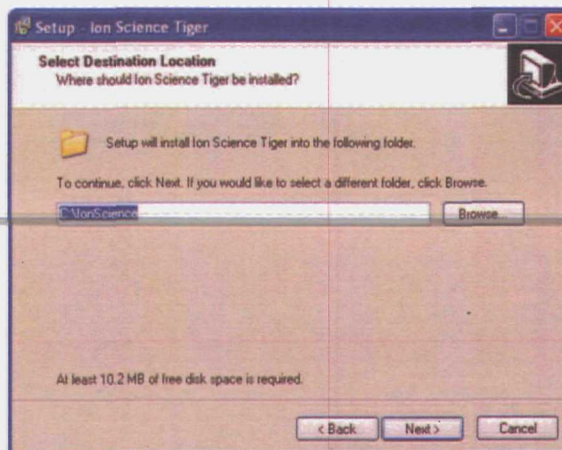 Setup - Ion Science Tiger
Select Destination Location
Where should Ion Science Tiger be installed?
Setup will install Ion Science Tiger into the following folder.
To continue, click Next. If you would like to select a different folder, click Browse.
C:\IonScience
Browse...
At least 10.2 MB of free disk space is required.
< Back
Next >
Cancel